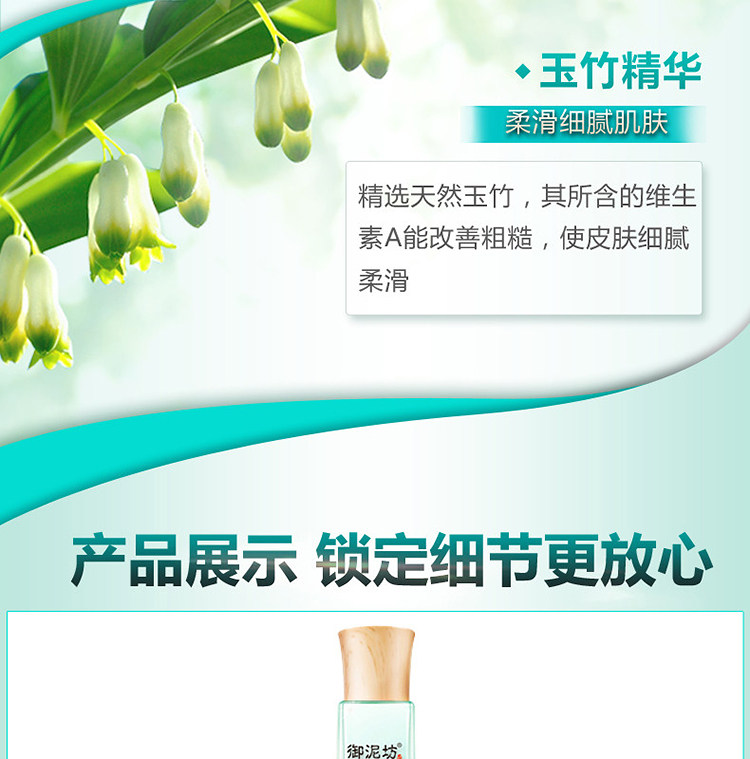 玉竹精华
柔滑细腻肌肤
精选天然玉竹，其所含的维生
素A能改善粗糙，使皮肤细腻
柔滑
产品展示 锁定细节更放心
御泥坊®